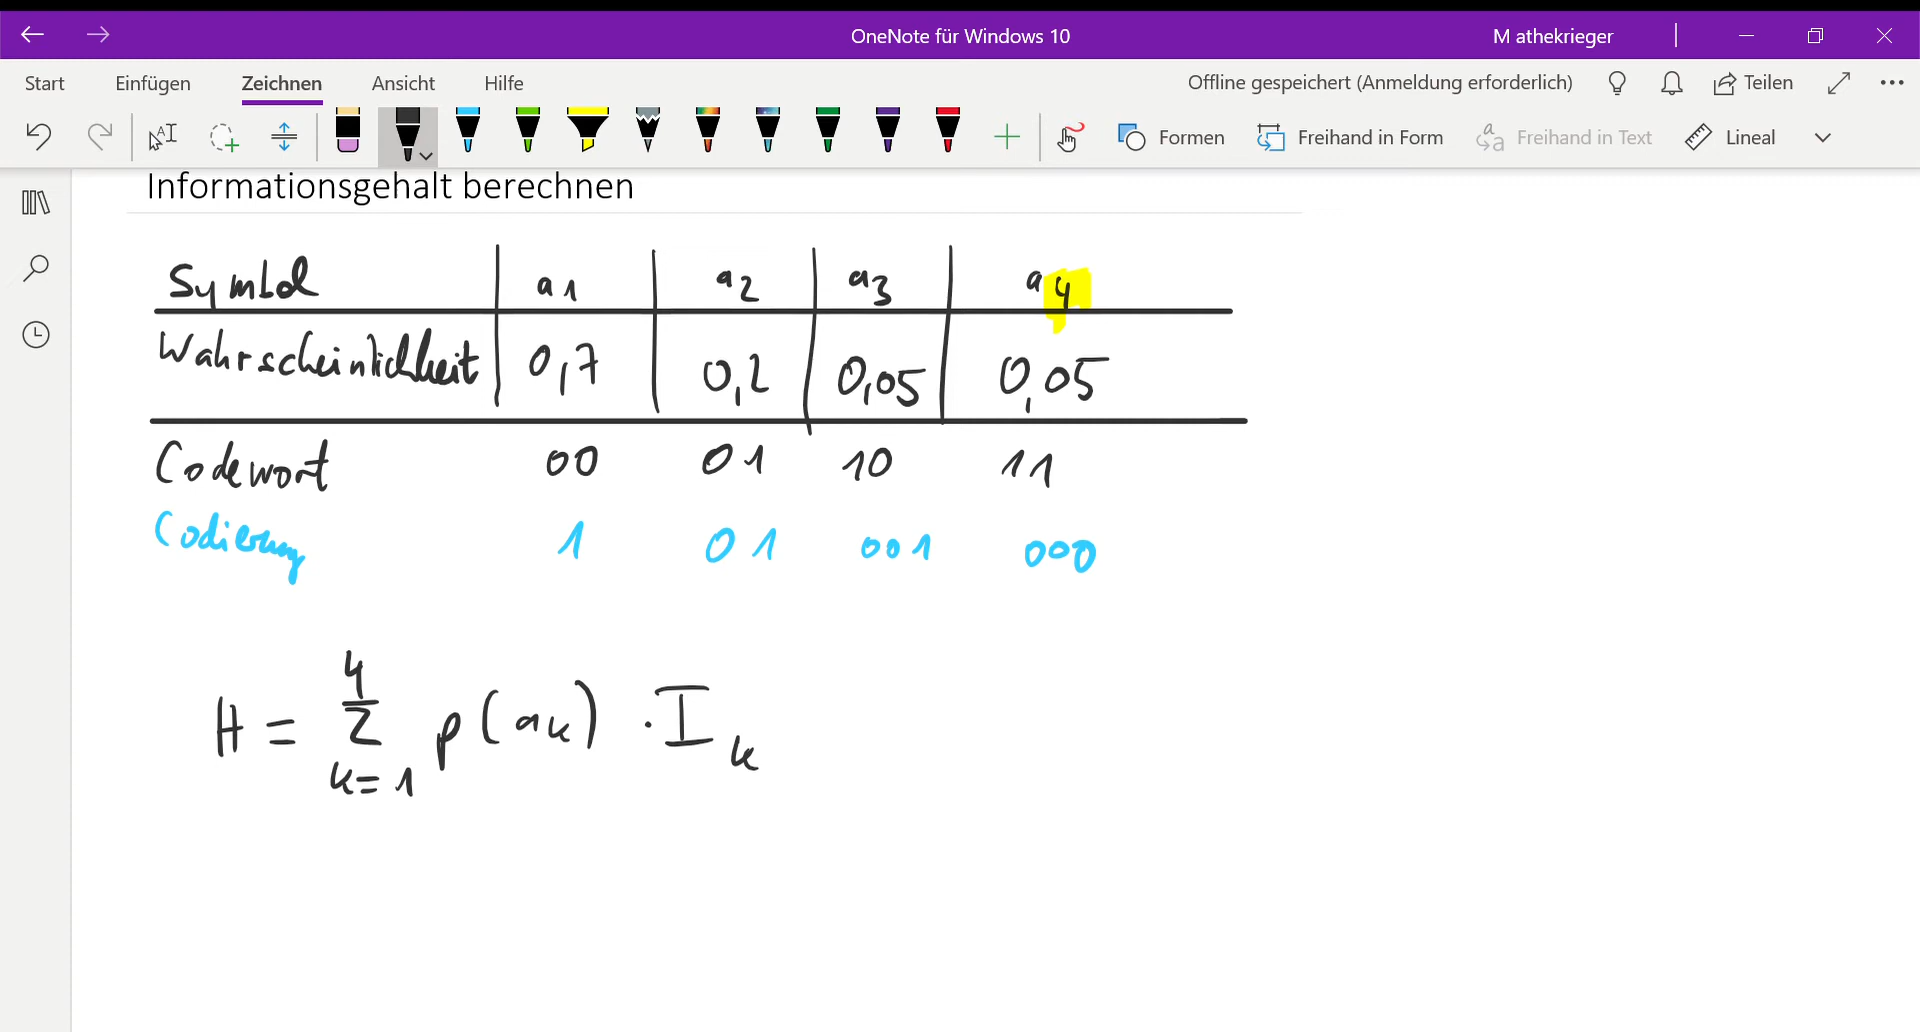 OneNote für Windows 10
M athekrieger
Start Einfügen Zeichnen Ansicht Hilfe
Offline gespeichert (Anmeldung erforderlich) Teilen
Formen Freihand in Form Freihand in Text Lineal
Informationsgehalt berechnen
Symbol a1 a2 a3 a4
Wahrscheinlichkeit 0,7 0,2 0,05 0,05
Codewort 00 01 10 11
Codierung 1 01 001 000
4
H = Σ p(ak) · I k
k=1